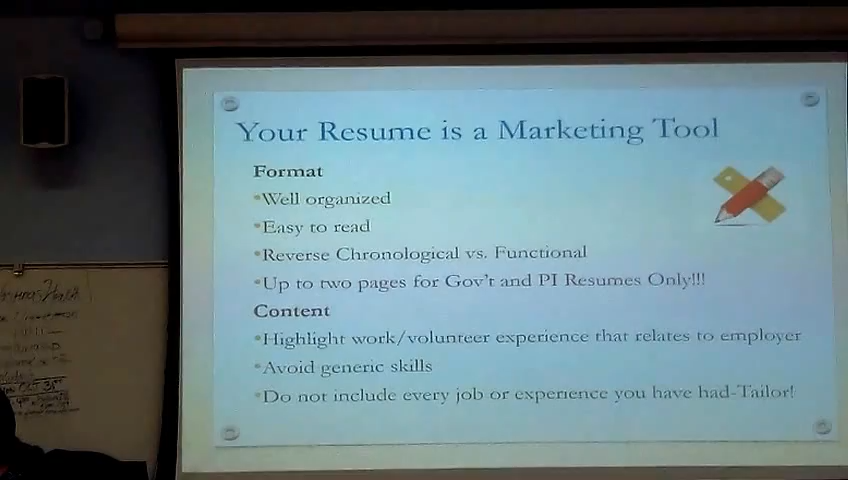 Your Resume is a Marketing Tool
Format
•Well organized
•Easy to read
•Reverse Chronological vs. Functional
•Up to two pages for Gov't and PI Resumes Only!!!
Content
•Highlight work/volunteer experience that relates to employer
•Avoid generic skills
•Do not include every job or experience you have had-Tailor!